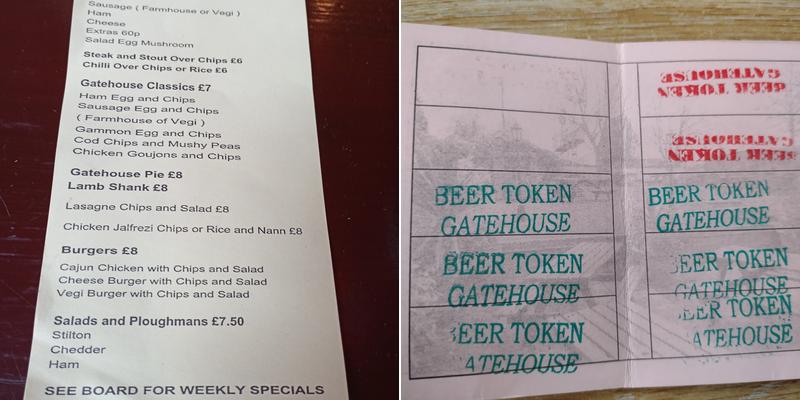 Sausage ( Farmhouse or Vegi )
Ham
Cheese
Extras 60p
Salad Egg Mushroom
Steak and Stout Over Chips £6
Chilli Over Chips or Rice £6
Gatehouse Classics £7
Ham Egg and Chips
Sausage Egg and Chips
( Farmhouse of Vegi )
Gammon Egg and Chips
Cod Chips and Mushy Peas
Chicken Goujons and Chips
Gatehouse Pie £8
Lamb Shank £8
Lasagne Chips and Salad £8
Chicken Jalfrezi Chips or Rice and Nann £8
Burgers £8
Cajun Chicken with Chips and Salad
Cheese Burger with Chips and Salad
Vegi Burger with Chips and Salad
Salads and Ploughmans £7.50
Stilton
Chedder
Ham
SEE BOARD FOR WEEKLY SPECIALS
BEER TOKEN
GATEHOUSE
BEER TOKEN
GATEHOUSE
BEER TOKEN
GATEHOUSE
BEER TOKEN
GATEHOUSE
BEER TOKEN
GATEHOUSE
BEER TOKEN
GATEHOUSE
BEER TOKEN
GATEHOUSE
BEER TOKEN
GATEHOUSE